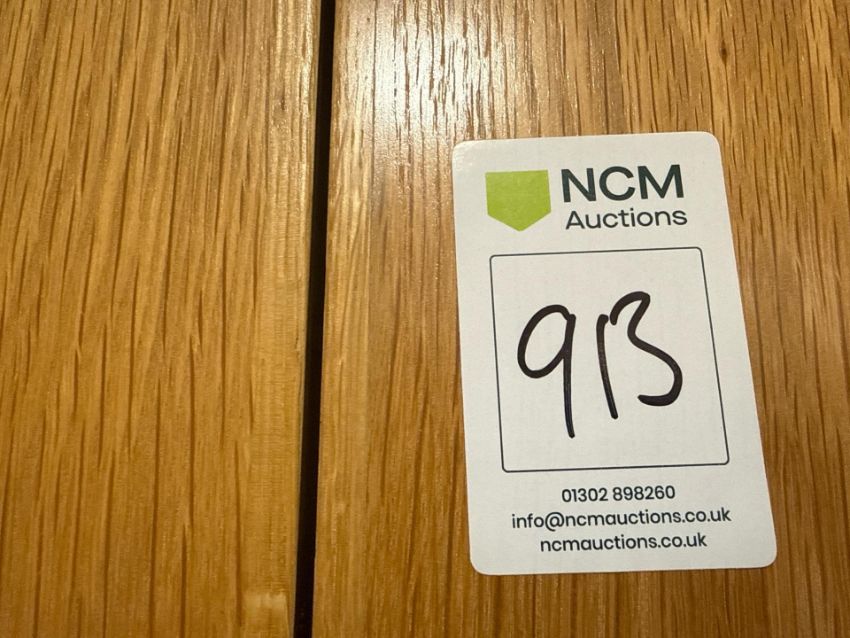 NCM
Auctions
913
01302 898260
info@ncmauctions.co.uk
ncmauctions.co.uk